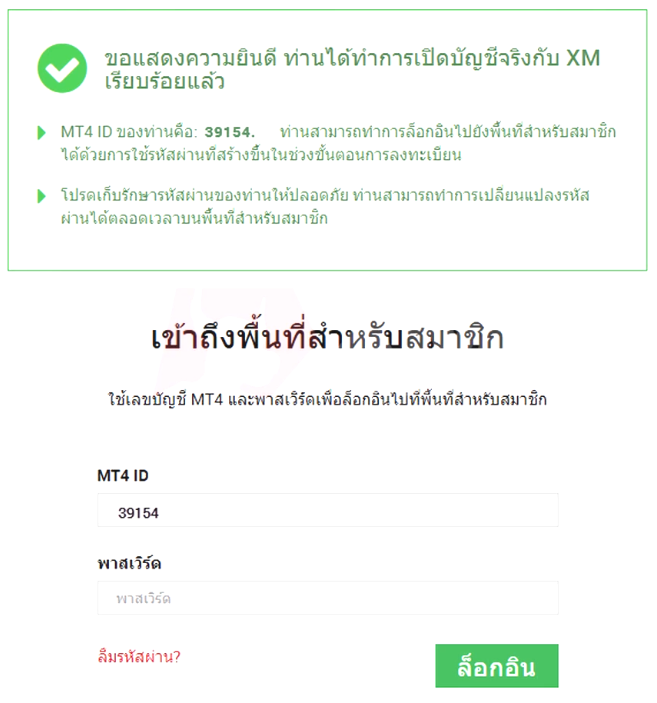 ขอแสดงความยินดี ท่านได้ทำการเปิดบัญชีจริงกับ XM
เรียบร้อยแล้ว
MT4 ID ของท่านคือ: 39154. ท่านสามารถทำการล็อกอินไปยังพื้นที่สำหรับสมาชิ้ก
ได้ด้วยการใช้รหัสผ่านที่สร้างขึ้นในช่วงขั้นตอนการลงทะเบียน
โปรดเก็บรักษารหัสผ่านของท่านให้ปลอดภัย ท่านสามารถทำการเปลี่ยนแปลงรหัส
ผ่านได้ตลอดเวลาบนพื้นที่สำหรับสมาชิ้ก
เข้าถึงพื้นที่สำหรับสมาชิก
ใช้เลขบัญชี MT4 และพาสเวิร์ดเพื่อล็อกอินไปที่พื้นที่สำหรับสมาชิ้ก
MT4 ID
39154
พาสเวิร์ด
พาสเวิร์ด
ลืมรหัสผ่าน?
ล็อกอิน